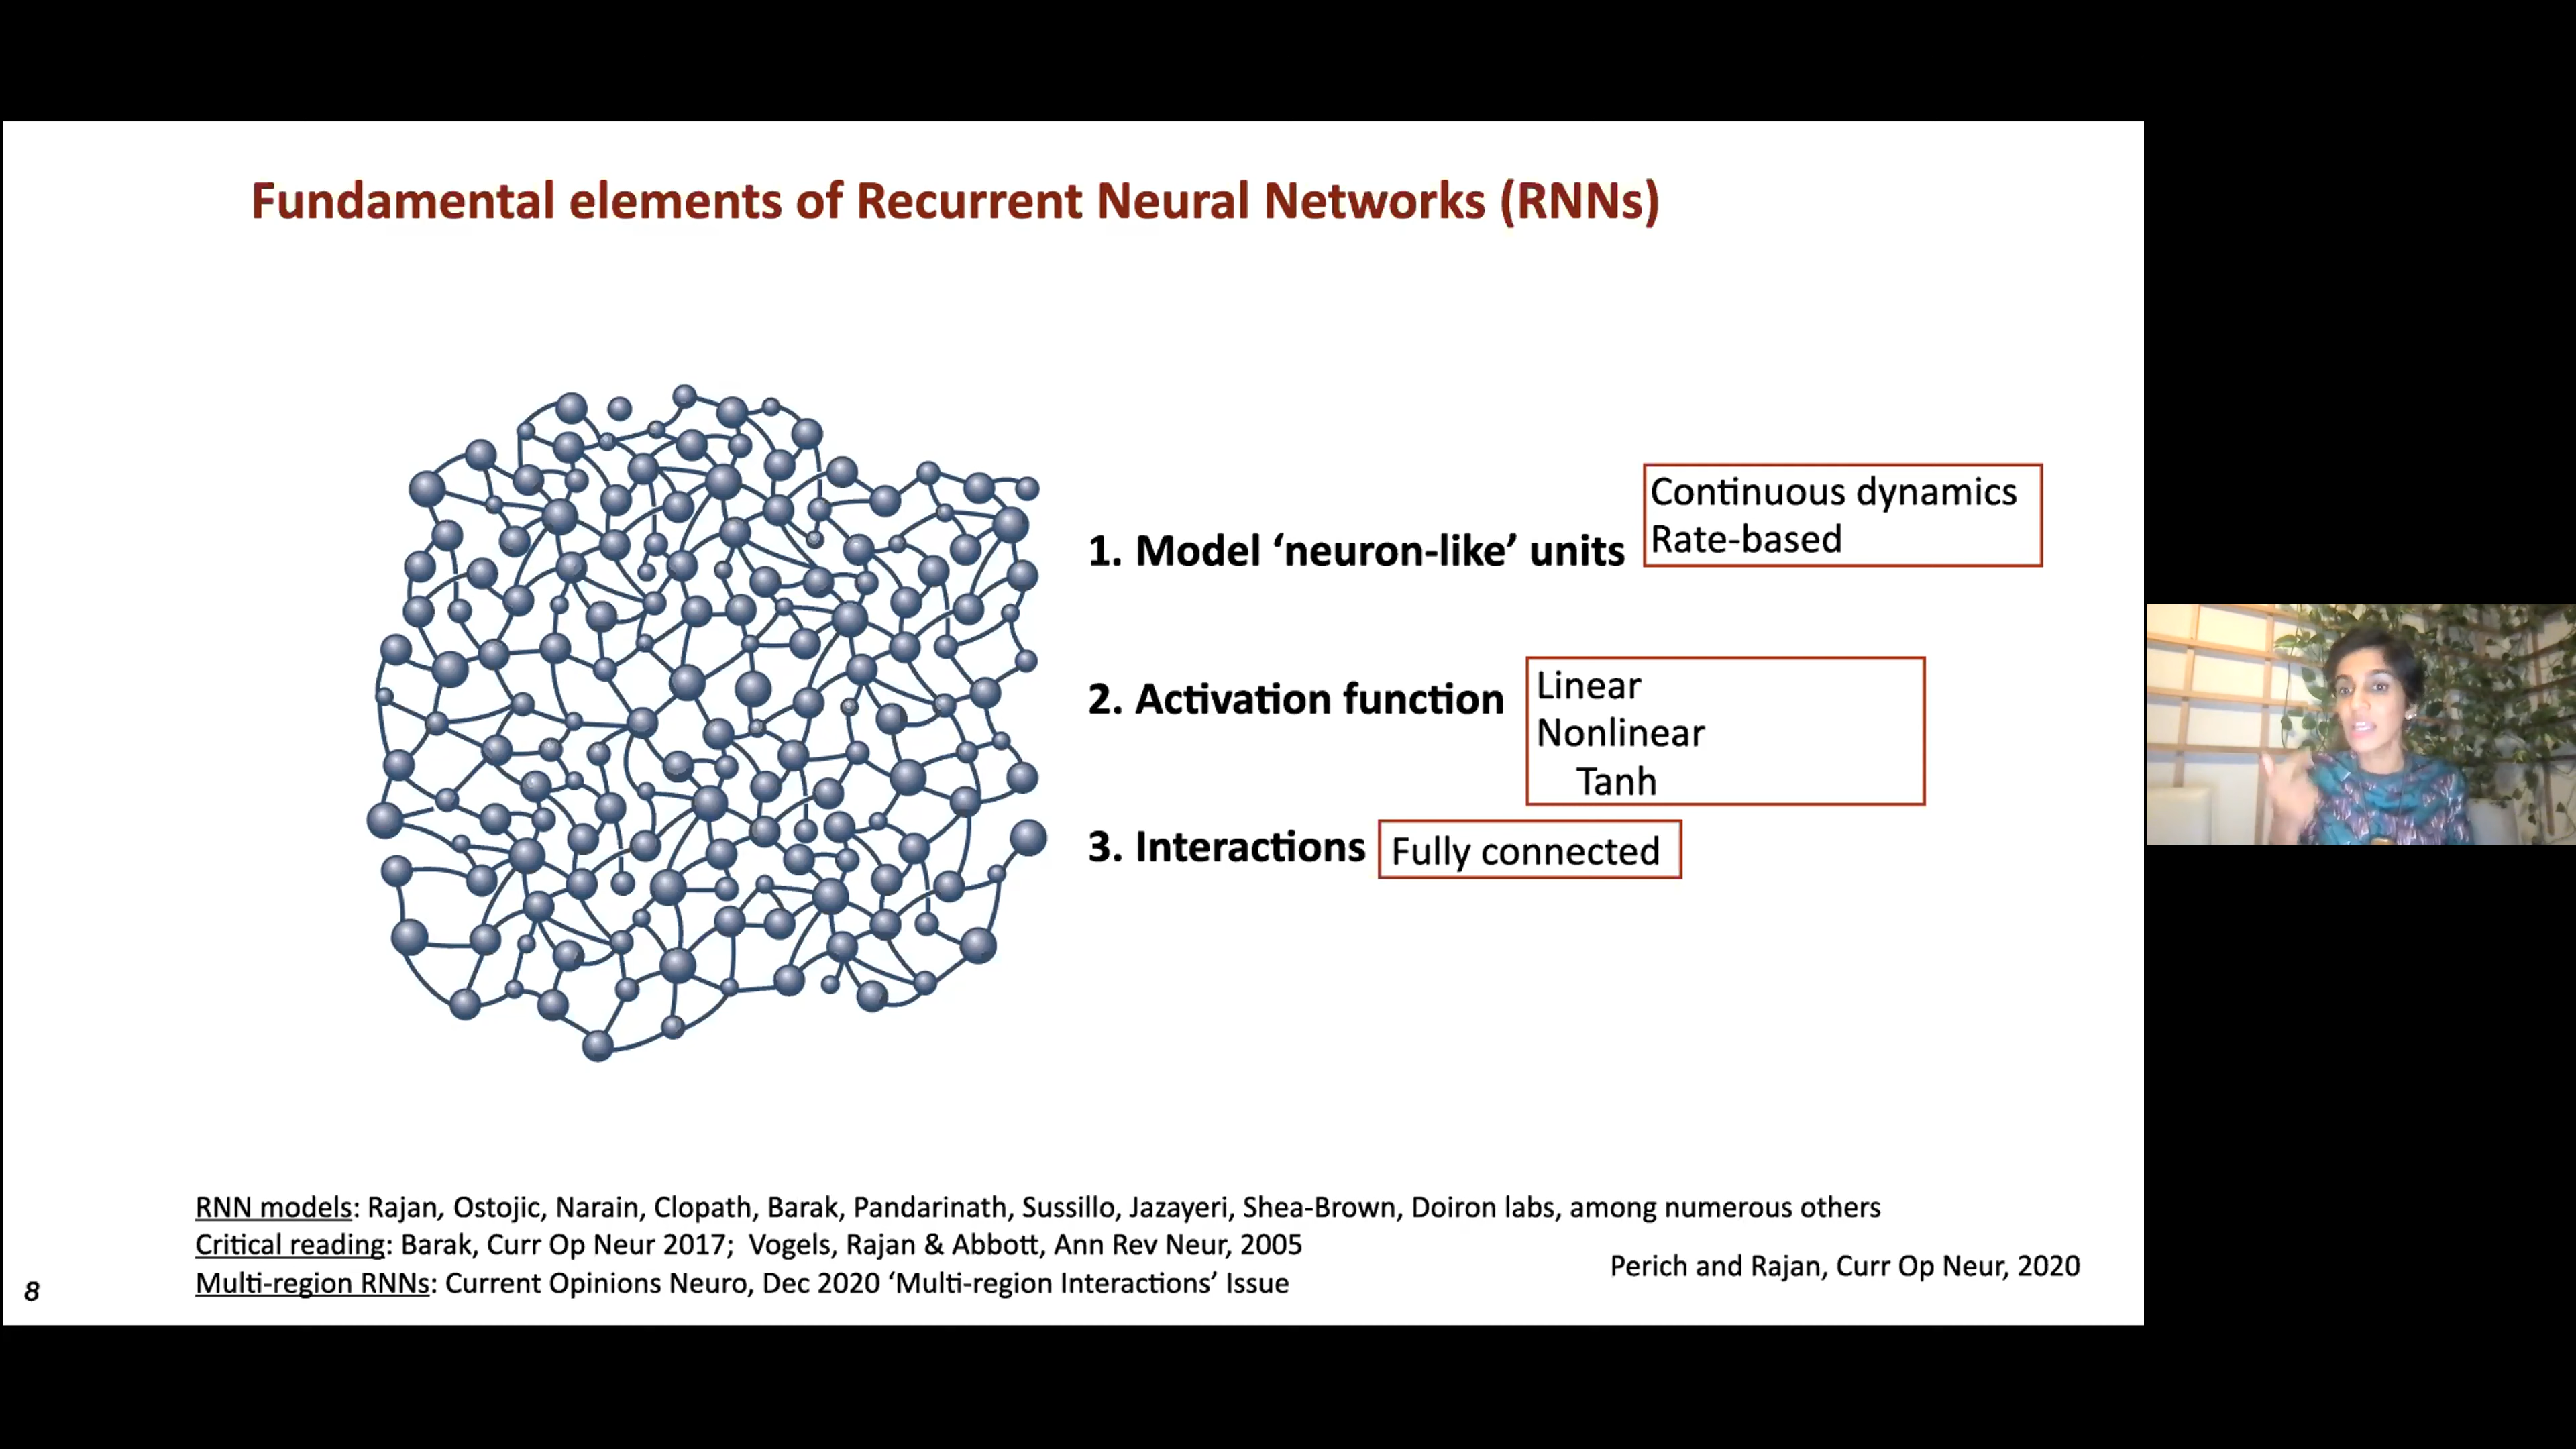 Fundamental elements of Recurrent Neural Networks (RNNs)
1. Model ‘neuron-like’ units
Continuous dynamics
Rate-based
2. Activation function
Linear
Nonlinear
Tanh
3. Interactions
Fully connected
RNN models: Rajan, Ostojic, Narain, Clopath, Barak, Pandarinath, Sussillo, Jazayeri, Shea-Brown, Doiron labs, among numerous others
Critical reading: Barak, Curr Op Neur 2017; Vogels, Rajan & Abbott, Ann Rev Neur, 2005
Multi-region RNNs: Current Opinions Neuro, Dec 2020 ‘Multi-region Interactions’ Issue
Perich and Rajan, Curr Op Neur, 2020
8